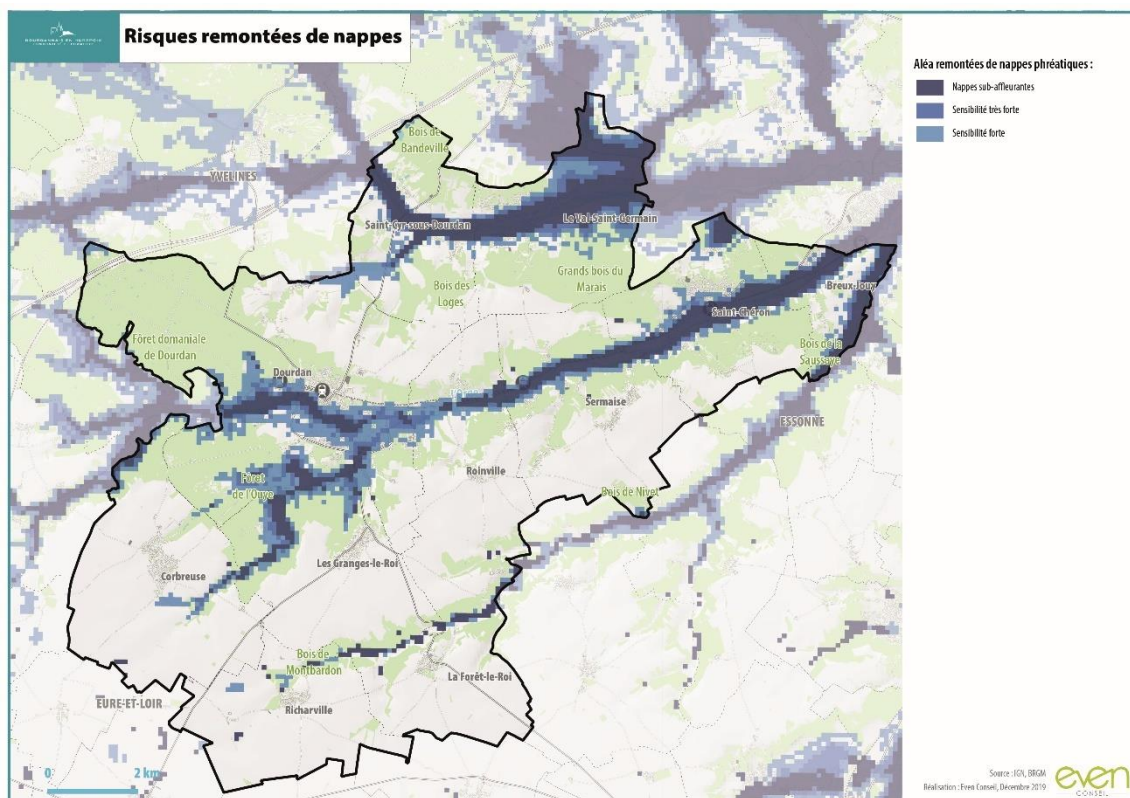 Risques remontées de nappes
Aléa remontées de nappes phréatiques :
Nappes sub-affleurantes
Sensibilité très forte
Sensibilité forte
Bois de
Bandeville
YVELINES
Saint-Cyr-sous-Dourdan
Le Val-Saint-Germain
Grands bois du
Marais
Bois des
Loges
Breux-Jouy
Saint-Chéron
Fôret domaniale
de Dourdan
Bois de la
Saussaye
Dourdan
Sermaise
ESSONNE
Roinville
Fôret
de l'Ouye
Bois de Nivet
Corbreuse
Les Granges-le-Roi
Bois de
Montbardon
La Forêt-le-Roi
EURE-ET-LOIR
Richarville
0
2 km
Source : IGN, BRGM
Réalisation : Even Conseil, Décembre 2019
even
CONSEIL